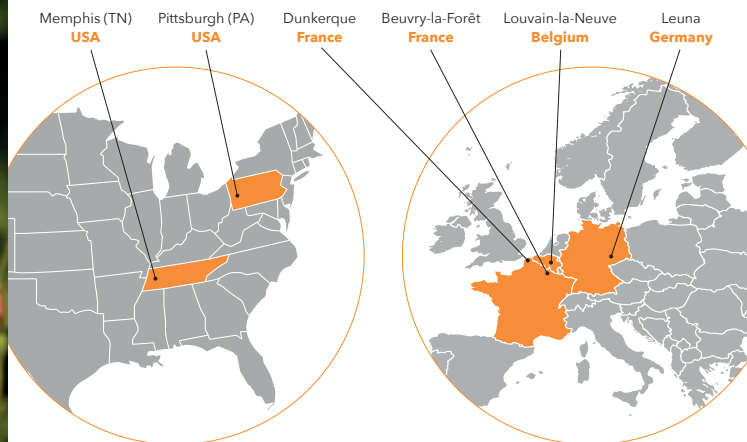 Memphis (TN)
USA
Pittsburgh (PA)
USA
Dunkerque
France
Beuvry-la-Forêt
France
Louvain-la-Neuve
Belgium
Leuna
Germany